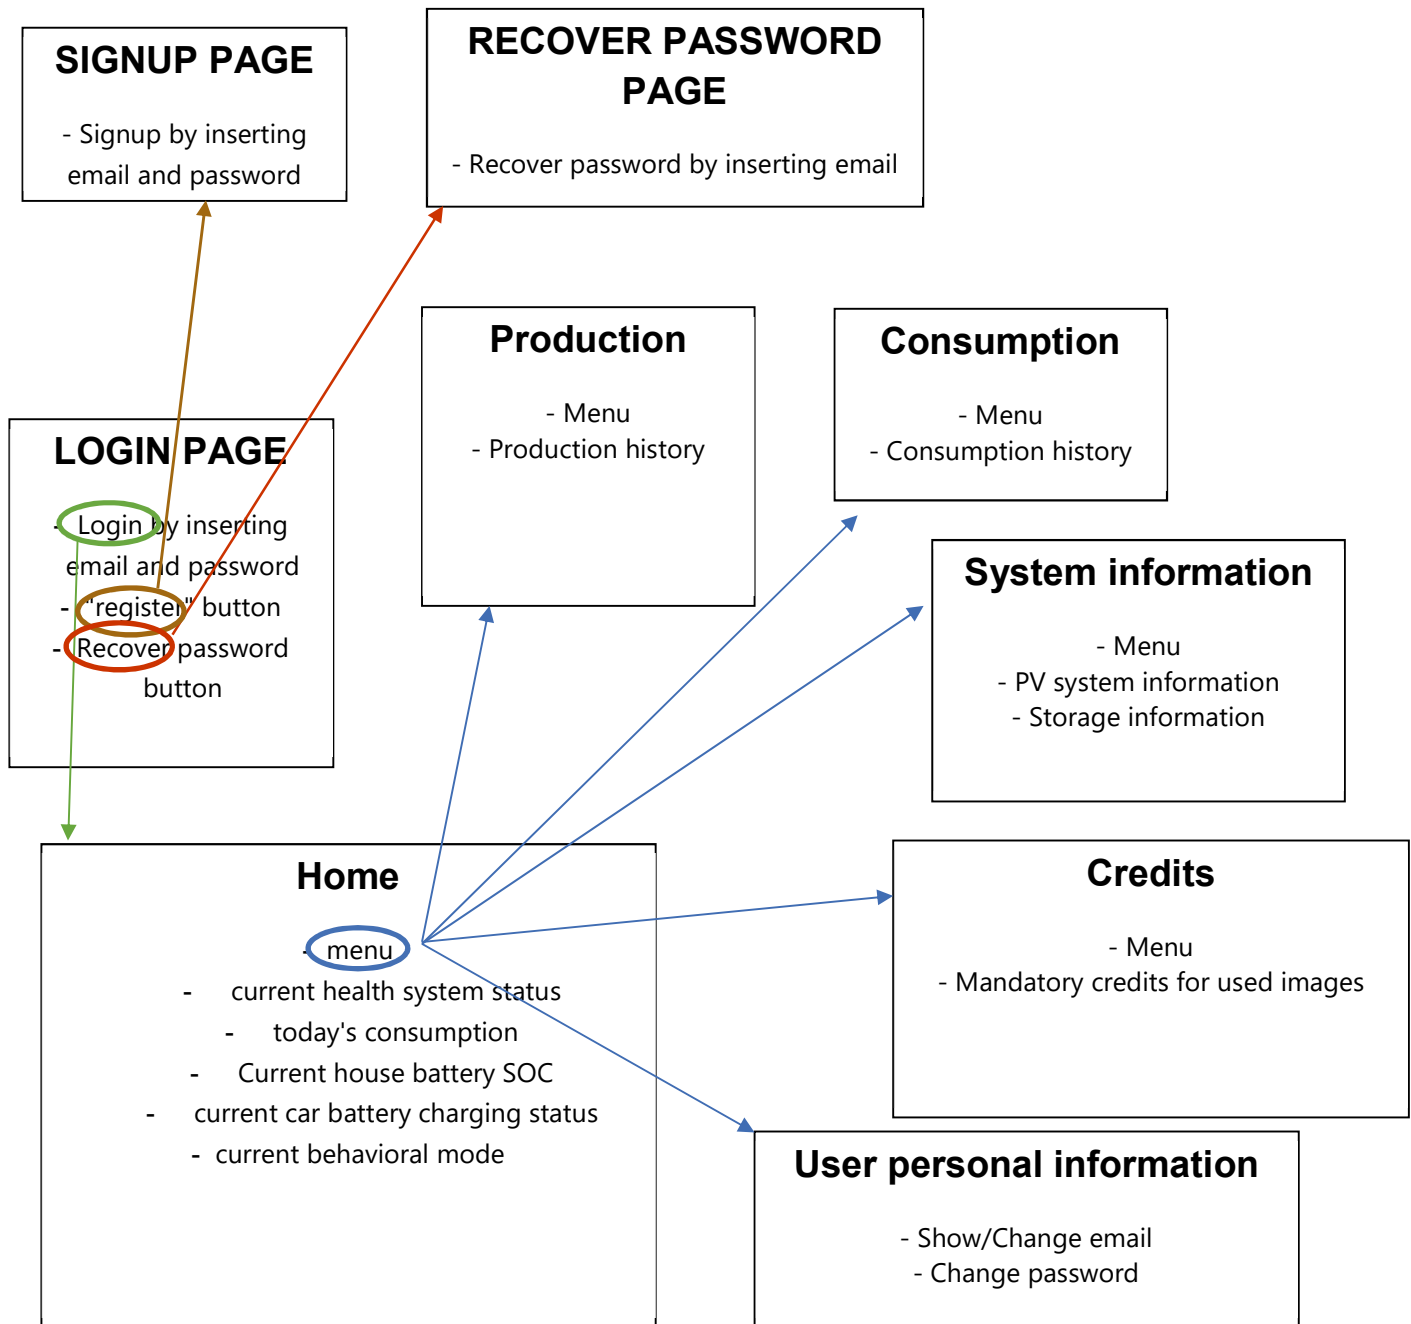 SIGNUP PAGE
- Signup by inserting
email and password
RECOVER PASSWORD
PAGE
- Recover password by inserting email
Production
- Menu
- Production history
Consumption
- Menu
- Consumption history
LOGIN PAGE
- Login by inserting
email and password
- "register" button
- Recover password
button
System information
- Menu
- PV system information
- Storage information
Home
- menu
- current health system status
- today's consumption
- Current house battery SOC
- current car battery charging status
- current behavioral mode
Credits
- Menu
- Mandatory credits for used images
User personal information
- Show/Change email
- Change password